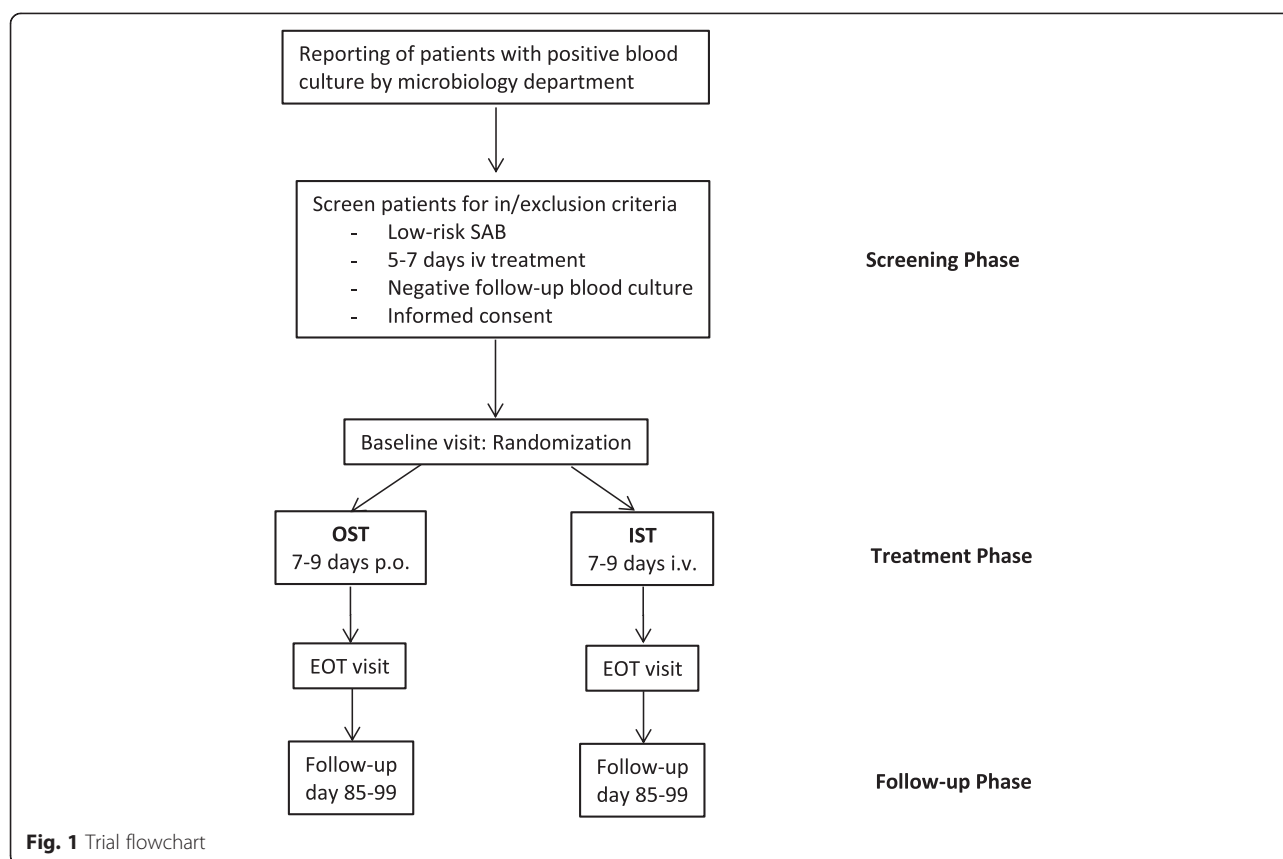 Reporting of patients with positive blood
culture by microbiology department
Screen patients for in/exclusion criteria
- Low-risk SAB
- 5-7 days iv treatment
- Negative follow-up blood culture
- Informed consent
Screening Phase
Baseline visit: Randomization
OST
7-9 days p.o.
IST
7-9 days i.v.
Treatment Phase
EOT visit
EOT visit
Follow-up
day 85-99
Follow-up
day 85-99
Follow-up Phase
Fig. 1 Trial flowchart